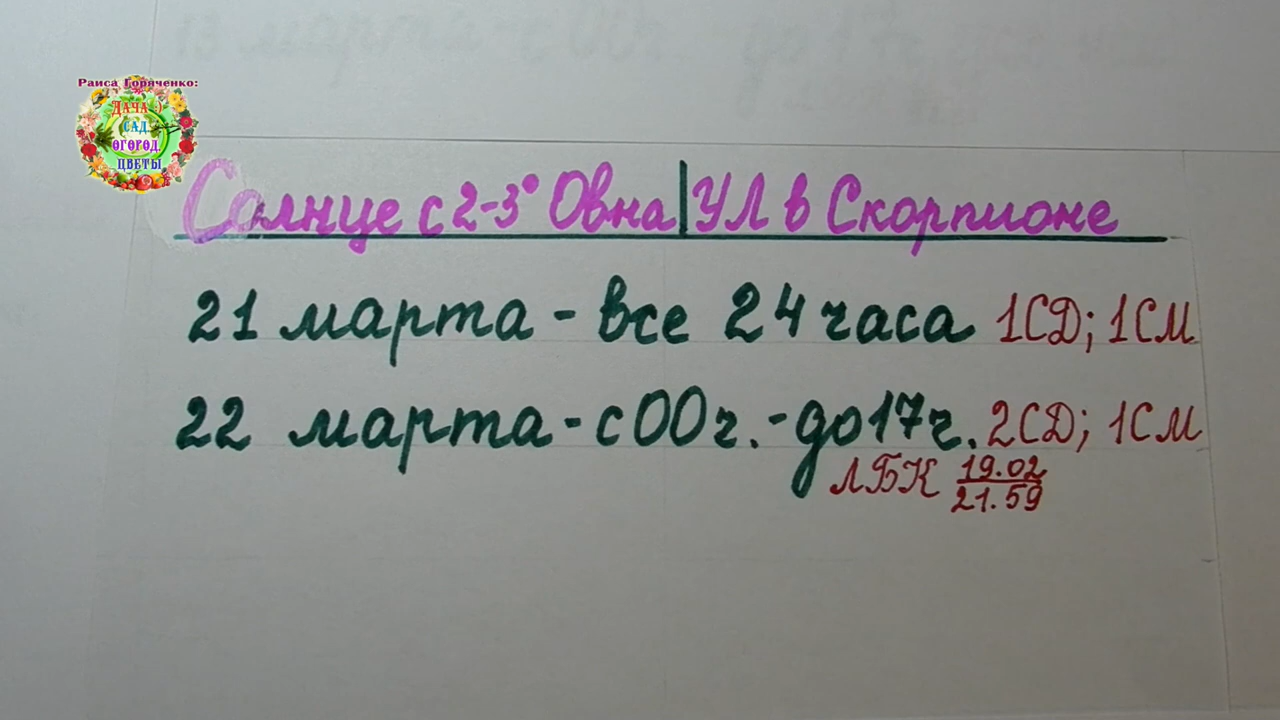 Раиса Горяченко:
ДАЧА
САД,
ОГОРОД,
ЦВЕТЫ
Солнце с 2-3° Овна | УЛ в Скорпионе
21 марта - все 24 часа 1СД; 1СМ
22 марта - с 00ч. - до 17ч. 2СД; 1СМ
ЛБК 19.02
21.59